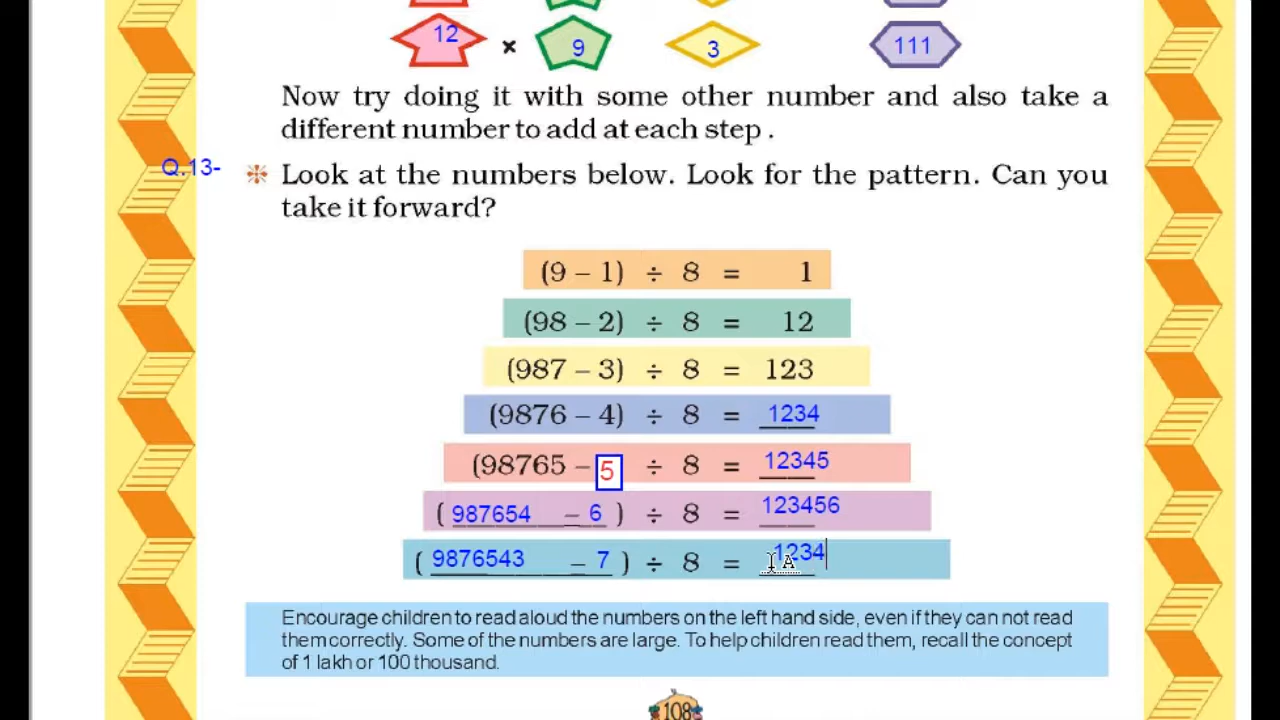 12 × 9 3 111
Now try doing it with some other number and also take a
different number to add at each step .
Q.13-
Look at the numbers below. Look for the pattern. Can you
take it forward?
(9 – 1) ÷ 8 = 1
(98 – 2) ÷ 8 = 12
(987 – 3) ÷ 8 = 123
(9876 – 4) ÷ 8 = 1234
(98765 – 5 ÷ 8 = 12345
( 987654 – 6 ) ÷ 8 = 123456
( 9876543 – 7 ) ÷ 8 = 1234
Encourage children to read aloud the numbers on the left hand side, even if they can not read
them correctly. Some of the numbers are large. To help children read them, recall the concept
of 1 lakh or 100 thousand.
108